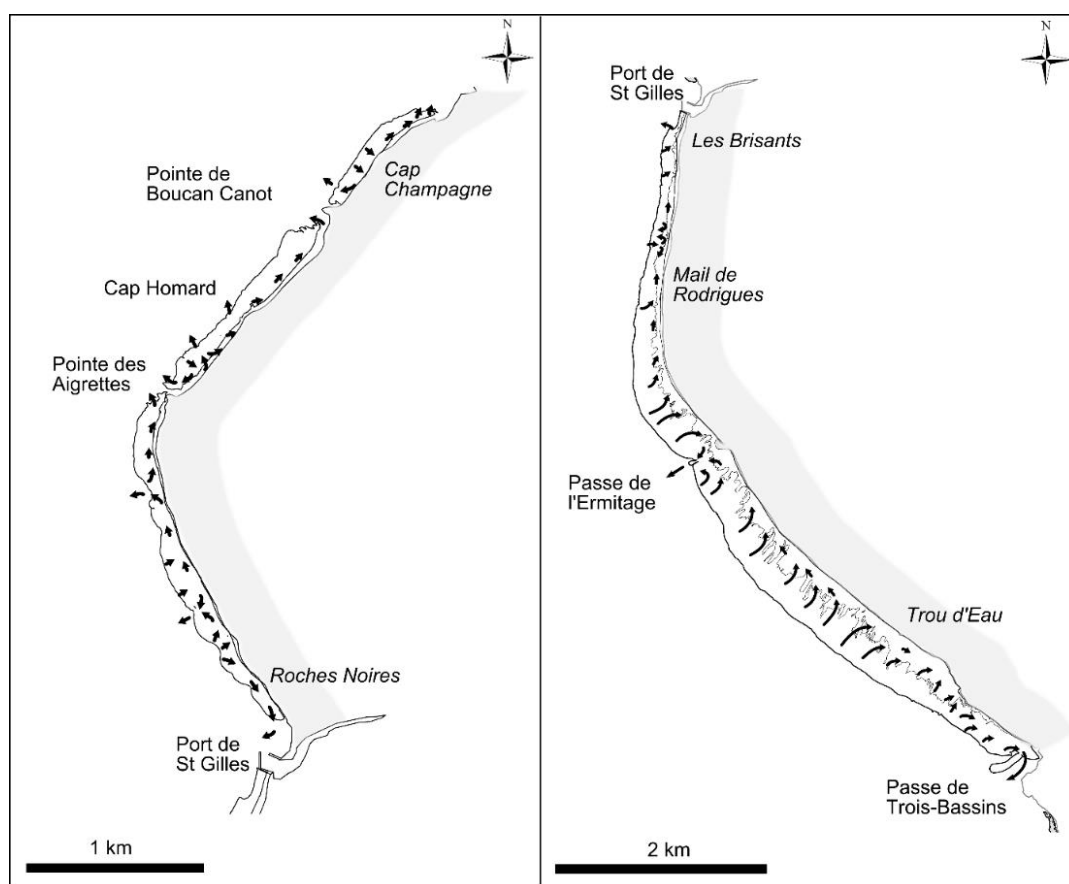 N
Cap
Champagne
Pointe de
Boucan Canot
Cap Homard
Pointe des
Aigrettes
Roches Noires
Port de
St Gilles
1 km
N
Port de
St Gilles
Les Brisants
Mail de
Rodrigues
Passe de
l'Ermitage
Trou d'Eau
Passe de
Trois-Bassins
2 km